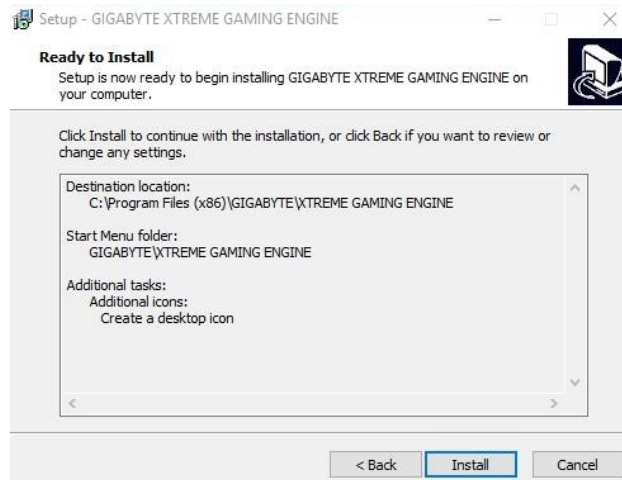 Setup - GIGABYTE XTREME GAMING ENGINE
Ready to Install
Setup is now ready to begin installing GIGABYTE XTREME GAMING ENGINE on
your computer.
Click Install to continue with the installation, or click Back if you want to review or
change any settings.
Destination location:
C:\Program Files (x86)\GIGABYTE\XTREME GAMING ENGINE
Start Menu folder:
GIGABYTE\XTREME GAMING ENGINE
Additional tasks:
Additional icons:
Create a desktop icon
< Back Install Cancel